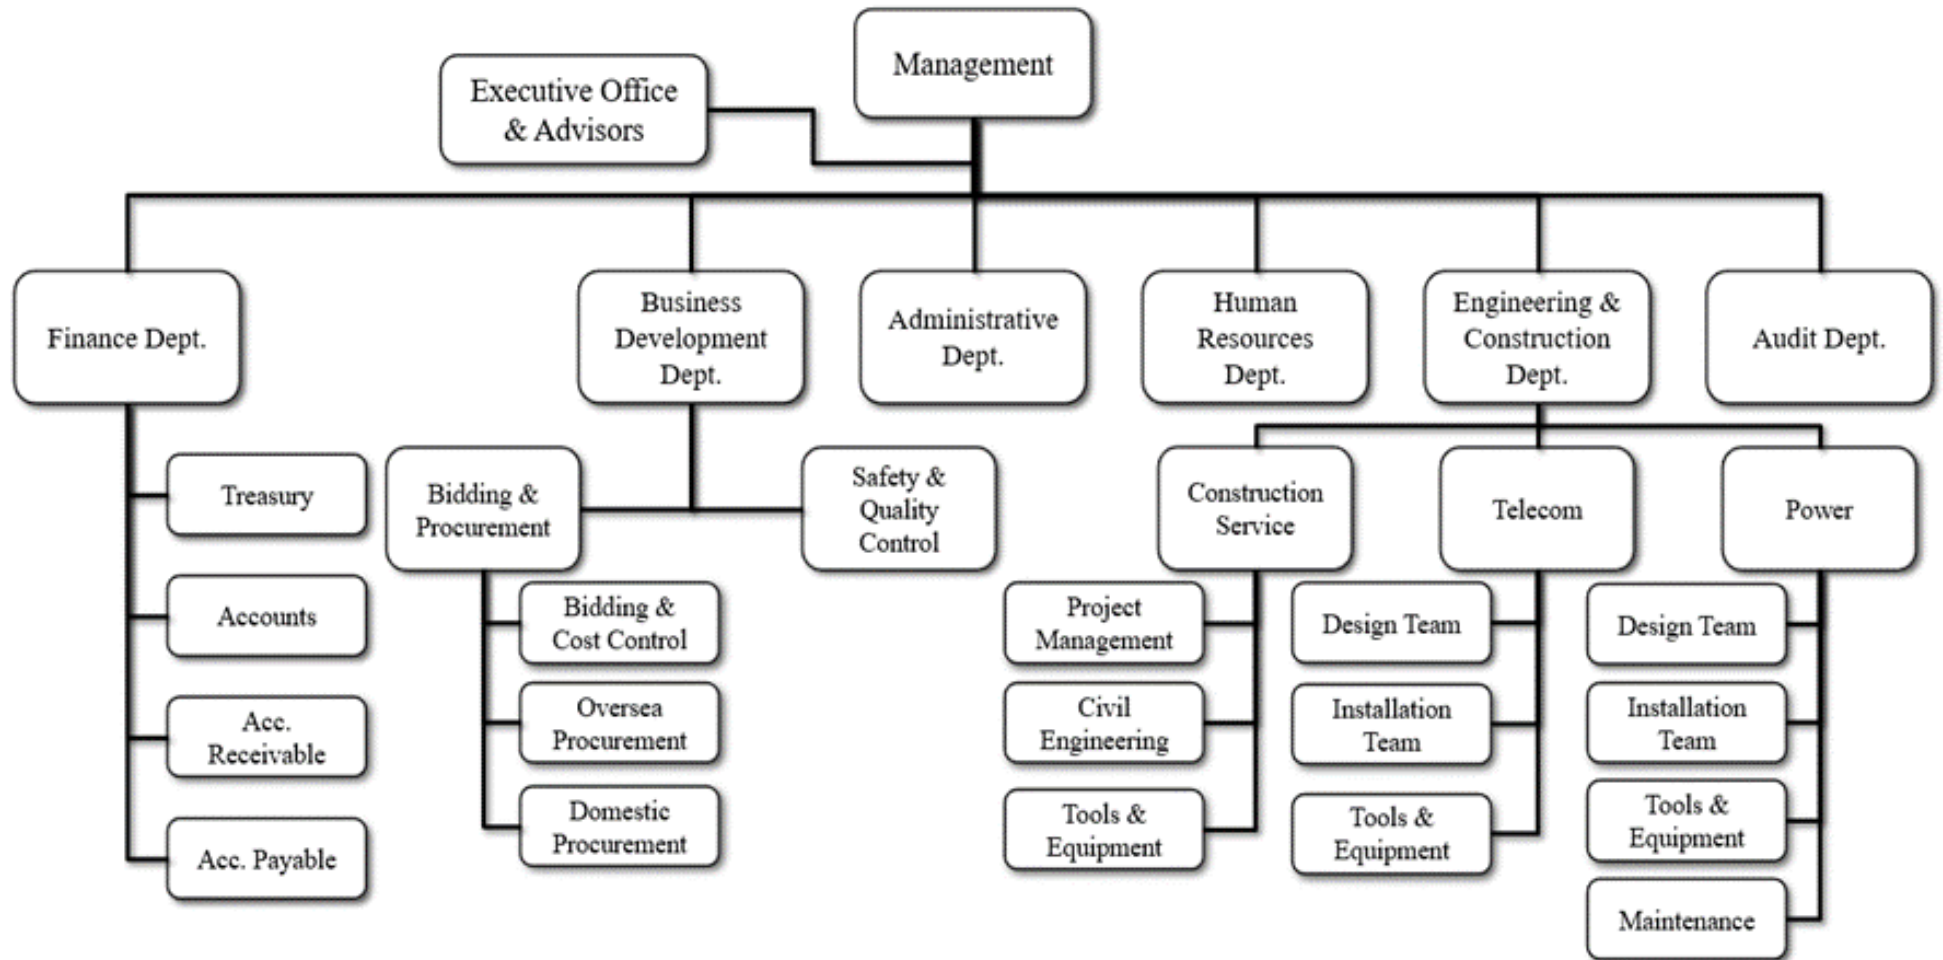 Management
Executive Office
& Advisors
Finance Dept.
Business
Development
Dept.
Administrative
Dept.
Human
Resources
Dept.
Engineering &
Construction
Dept.
Audit Dept.
Treasury
Accounts
Acc.
Receivable
Acc. Payable
Bidding &
Procurement
Bidding &
Cost Control
Oversea
Procurement
Domestic
Procurement
Safety &
Quality
Control
Construction
Service
Project
Management
Civil
Engineering
Tools &
Equipment
Telecom
Design Team
Installation
Team
Tools &
Equipment
Power
Design Team
Installation
Team
Tools &
Equipment
Maintenance